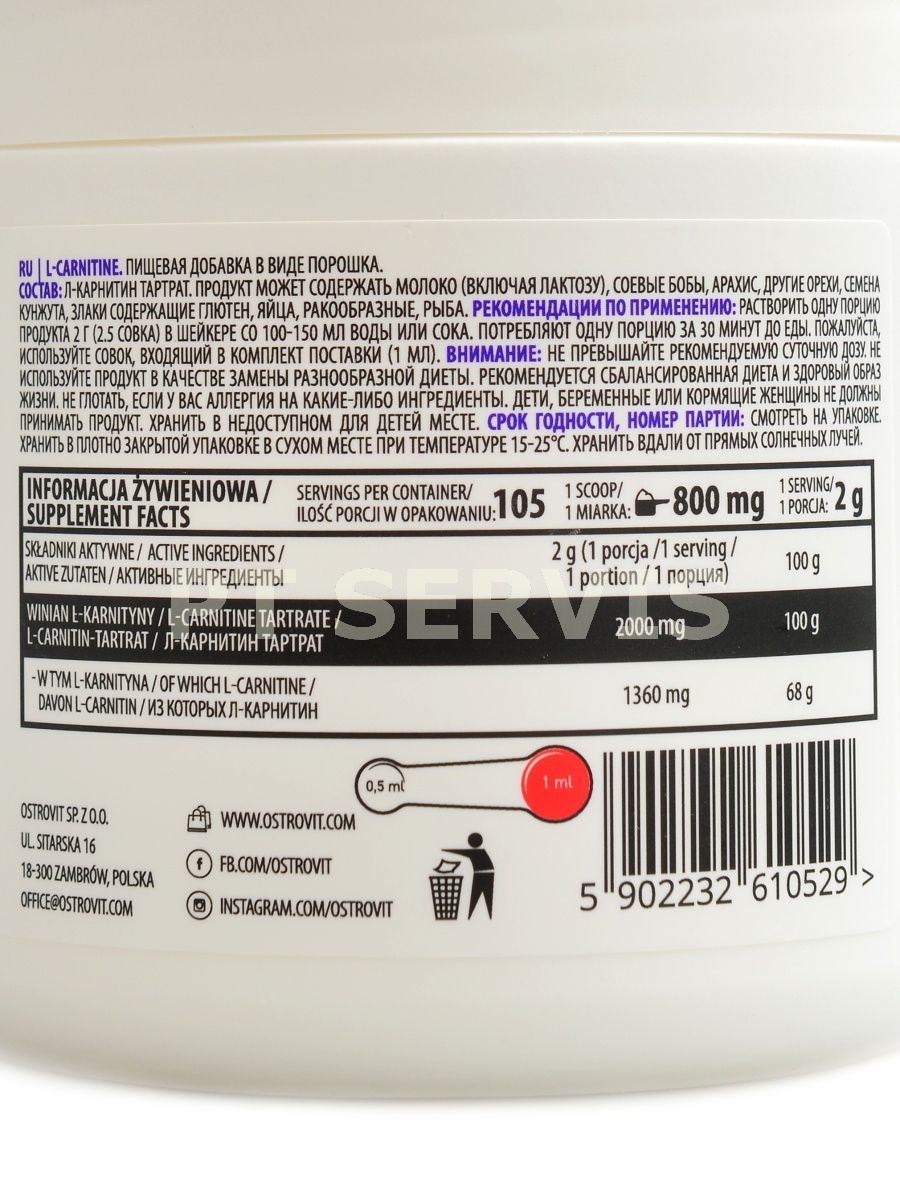 RU | L-CARNITINE. ПИЩЕВАЯ ДОБАВКА В ВИДЕ ПОРОШКА.
СОСТАВ: Л-КАРНИТИН ТАРТРАТ. ПРОДУКТ МОЖЕТ СОДЕРЖАТЬ МОЛОКО (ВКЛЮЧАЯ ЛАКТОЗУ), СОЕВЫЕ БОБЫ, АРАХИС, ДРУГИЕ ОРЕХИ, СЕМЕНА
КУНЖУТА, ЗЛАКИ СОДЕРЖАЩИЕ ГЛЮТЕН, ЯЙЦА, РАКООБРАЗНЫЕ, РЫБА. РЕКОМЕНДАЦИИ ПО ПРИМЕНЕНИЮ: РАСТВОРИТЬ ОДНУ ПОРЦИЮ
ПРОДУКТА 2 Г (2.5 СОВКА) В ШЕЙКЕРЕ СО 100-150 МЛ ВОДЫ ИЛИ СОКА. ПОТРЕБЛЯЮТ ОДНУ ПОРЦИЮ ЗА 30 МИНУТ ДО ЕДЫ. ПОЖАЛУЙСТА,
ИСПОЛЬЗУЙТЕ СОВОК, ВХОДЯЩИЙ В КОМПЛЕКТ ПОСТАВКИ (1 МЛ). ВНИМАНИЕ: НЕ ПРЕВЫШАЙТЕ РЕКОМЕНДУЕМУЮ СУТОЧНУЮ ДОЗУ. НЕ
ИСПОЛЬЗУЙТЕ ПРОДУКТ В КАЧЕСТВЕ ЗАМЕНЫ РАЗНООБРАЗНОЙ ДИЕТЫ. РЕКОМЕНДУЕТСЯ СБАЛАНСИРОВАННАЯ ДИЕТА И ЗДОРОВЫЙ ОБРАЗ
ЖИЗНИ. НЕ ГЛОТАТЬ, ЕСЛИ У ВАС АЛЛЕРГИЯ НА КАКИЕ-ЛИБО ИНГРЕДИЕНТЫ. ДЕТИ, БЕРЕМЕННЫЕ ИЛИ КОРМЯЩИЕ ЖЕНЩИНЫ НЕ ДОЛЖНЫ
ПРИНИМАТЬ ПРОДУКТ. ХРАНИТЬ В НЕДОСТУПНОМ ДЛЯ ДЕТЕЙ МЕСТЕ. СРОК ГОДНОСТИ, НОМЕР ПАРТИИ: СМОТРЕТЬ НА УПАКОВКЕ.
ХРАНИТЬ В ПЛОТНО ЗАКРЫТОЙ УПАКОВКЕ В СУХОМ МЕСТЕ ПРИ ТЕМПЕРАТУРЕ 15-25°C. ХРАНИТЬ ВДАЛИ ОТ ПРЯМЫХ СОЛНЕЧНЫХ ЛУЧЕЙ.
INFORMACJA ŻYWIENIOWA /
SUPPLEMENT FACTS
SERVINGS PER CONTAINER/
ILOŚĆ PORCJI W OPAKOWANIU: 105
1 SCOOP/
1 MIARKA: 800 mg
1 SERVING/
1 PORCJA: 2 g
SKŁADNIKI AKTYWNE / ACTIVE INGREDIENTS /
AKTIVE ZUTATEN / АКТИВНЫЕ ИНГРЕДИЕНТЫ
2 g (1 porcja /1 serving /
1 portion / 1 порция)
100 g
WINIAN Ł-KARNITYNY / L-CARNITINE TARTRATE /
L-CARNITIN-TARTRAT / Л-КАРНИТИН ТАРТРАТ
2000 mg
100 g
- W TYM L-KARNITYNA / OF WHICH L-CARNITINE /
DAVON L-CARNITIN / ИЗ КОТОРЫХ Л-КАРНИТИН
1360 mg
68 g
PT SERVIS
0,5 ml
1 ml
OSTROVIT SP. Z O.O.
UL. SITARSKA 16
18-300 ZAMBRÓW, POLSKA
OFFICE@OSTROVIT.COM
WWW.OSTROVIT.COM
FB.COM/OSTROVIT
INSTAGRAM.COM/OSTROVIT
5 902232 610529 >